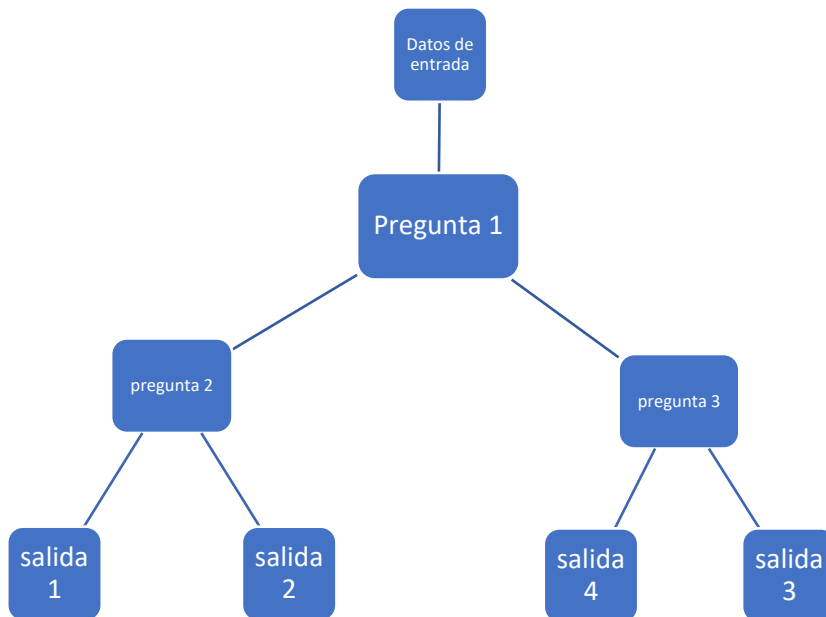 Datos de
entrada
Pregunta 1
pregunta 2
pregunta 3
salida
1
salida
2
salida
4
salida
3